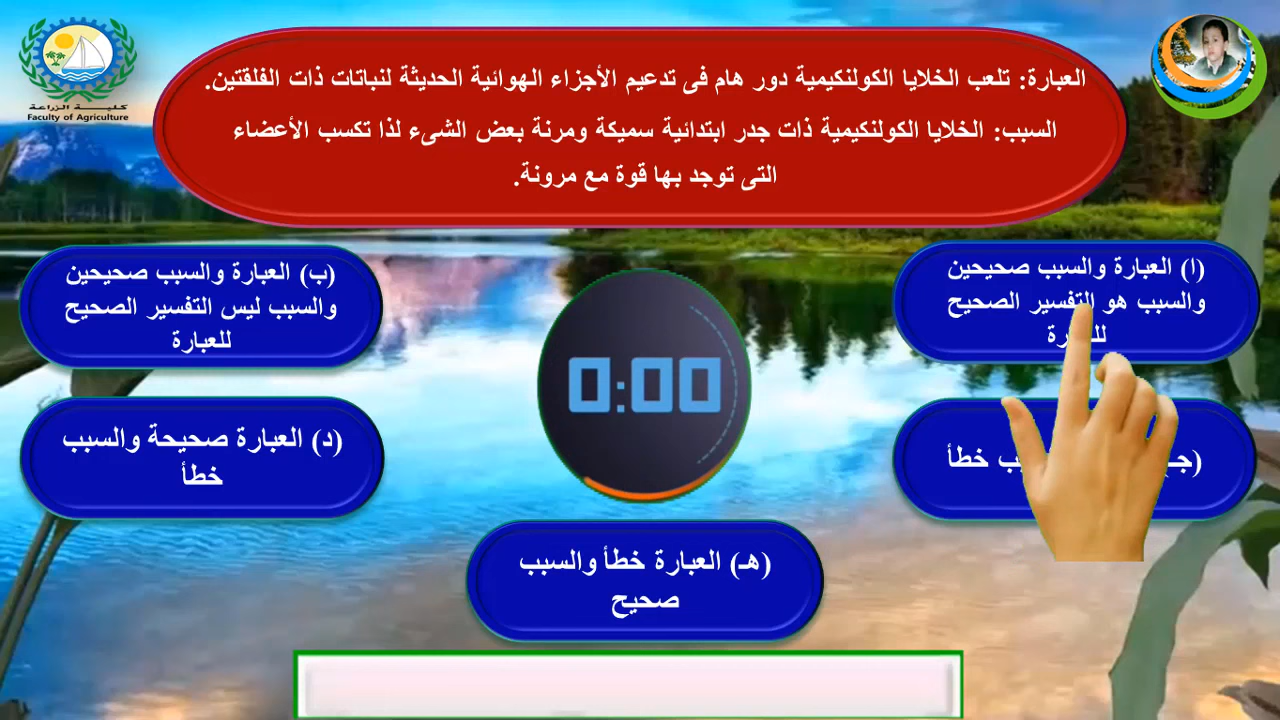 كليـــة الزراعة
Faculty of Agriculture
العبارة: تلعب الخلايا الكولنكيمية دور هام فى تدعيم الأجزاء الهوائية الحديثة لنباتات ذات الفلقتين.
السبب: الخلايا الكولنكيمية ذات جدر ابتدائية سميكة ومرنة بعض الشىء لذا تكسب الأعضاء
التى توجد بها قوة مع مرونة.
(ا) العبارة والسبب صحيحين
والسبب هو التفسير الصحيح
(ب) العبارة والسبب صحيحين
والسبب ليس التفسير الصحيح
للعبارة
0:00
(جـ خطأ
(د) العبارة صحيحة والسبب
خطأ
(هـ) العبارة خطأ والسبب
صحيح